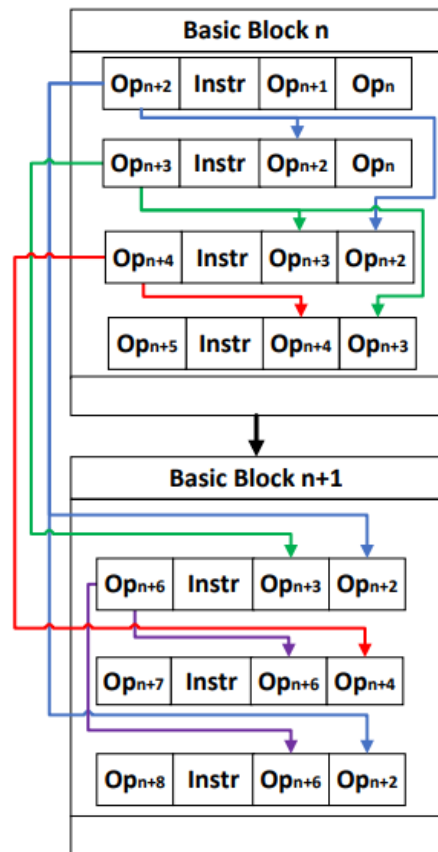 Basic Block n
Opn+2 Instr Opn+1 Opn
Opn+3 Instr Opn+2 Opn
Opn+4 Instr Opn+3 Opn+2
Opn+5 Instr Opn+4 Opn+3
Basic Block n+1
Opn+6 Instr Opn+3 Opn+2
Opn+7 Instr Opn+6 Opn+4
Opn+8 Instr Opn+6 Opn+2